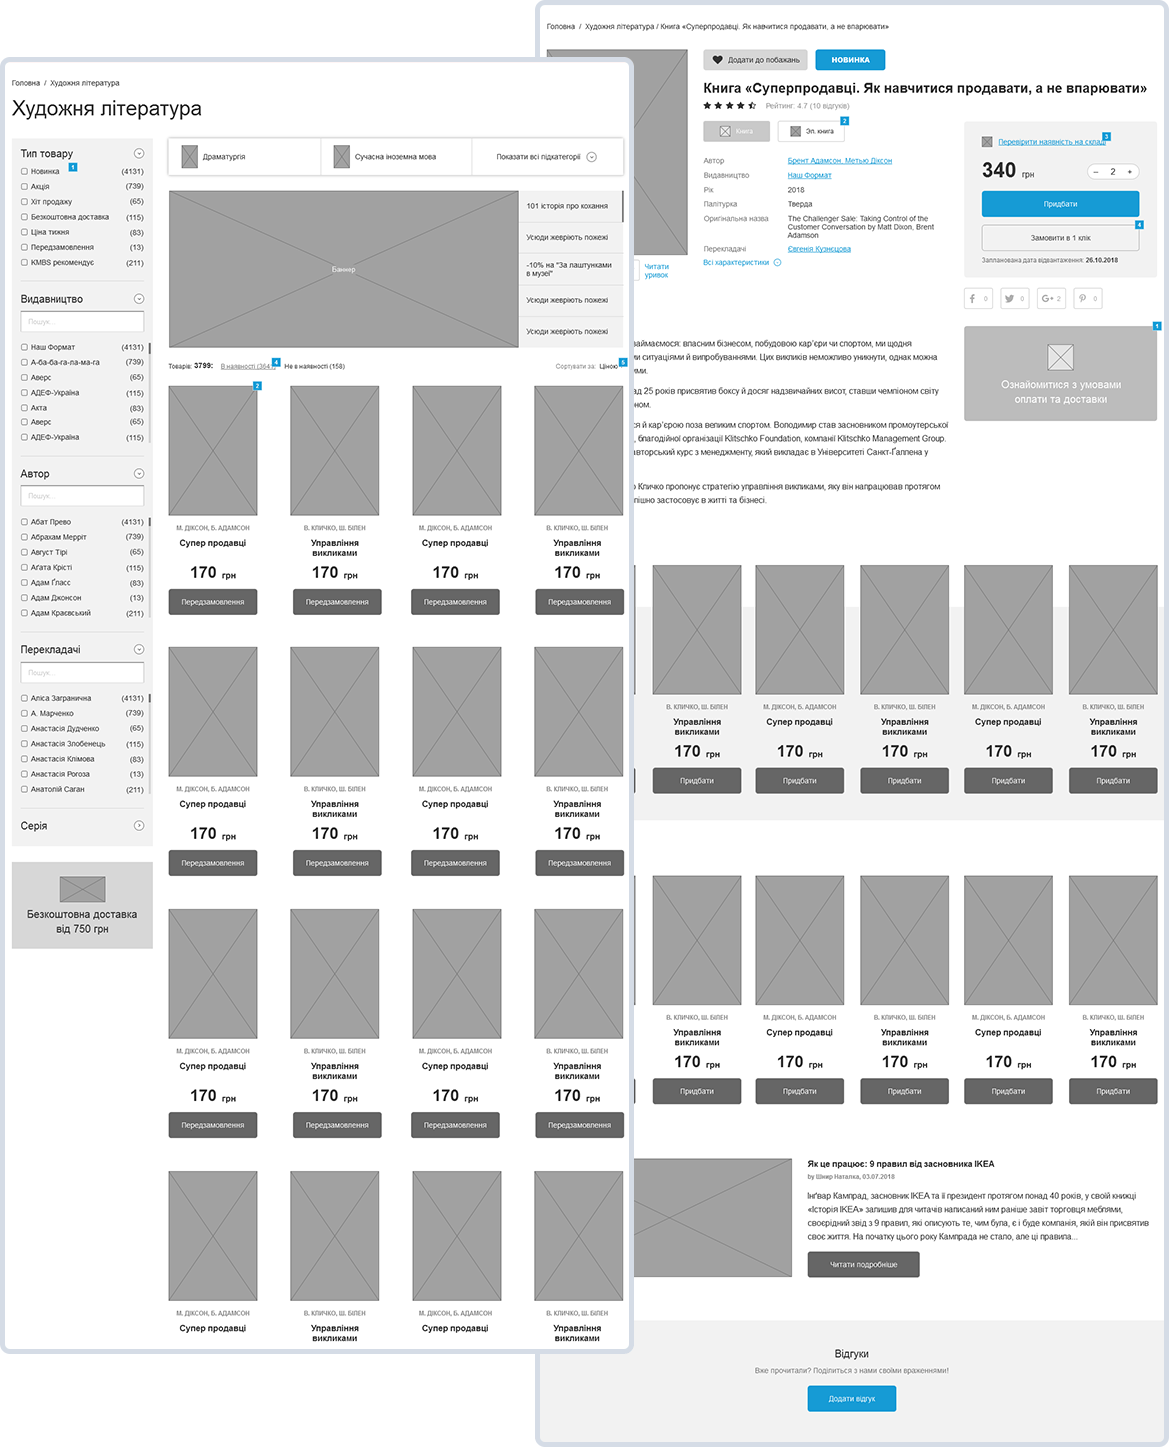 Головна / Художня література / Книга «Суперпродавці. Як навчитися продавати, а не впарювати»
Додати до бажань
НОВИНКА
Книга «Суперпродавці. Як навчитися продавати, а не впарювати»
Рейтинг: 4.7 (10 відгуків)
Книга
Эл. книга
2
Автор
Брент Адамсон, Метью Діксон
Видавництво
Наш Формат
Рік
2018
Палітурка
Тверда
Оригінальна назва
The Challenger Sale: Taking Control of the
Customer Conversation by Matt Dixon, Brent
Adamson
Перекладачі
Євгенія Кузнєцова
Всі характеристики
Читати
уривок
Перевірити наявність на складі
3
340 грн
– 2 +
Придбати
4
Замовити в 1 клік
Запланована дата відвантаження: 26.10.2018
0
0
G+ 2
0
1
Ознайомитися з умовами
оплати та доставки
займаємося: власним бізнесом, побудовою кар’єри чи спортом, ми щодня
ми ситуаціями й випробуваннями. Цих викликів неможливо уникнути, однак можна
ими.
ад 25 років присвятив боксу й досяг надзвичайних висот, ставши чемпіоном світу
оном.
ся й кар’єрою поза великим спортом. Володимир став засновником промоутерської
, благодійної організації Klitschko Foundation, компанії Klitschko Management Group.
авторський курс з менеджменту, який викладає в Університеті Санкт-Ґаллена у
о Кличко пропонує стратегію управління викликами, яку він напрацював протягом
пішно застосовує в житті та бізнесі.
В. КЛИЧКО, Ш. БІЛЕН
М. ДІКСОН, Б. АДАМСОН
В. КЛИЧКО, Ш. БІЛЕН
М. ДІКСОН, Б. АДАМСОН
В. КЛИЧКО, Ш. БІЛЕН
Управління
викликами
Супер продавці
Управління
викликами
Супер продавці
Управління
викликами
170 грн
170 грн
170 грн
170 грн
170 грн
Придбати
Придбати
Придбати
Придбати
Придбати
В. КЛИЧКО, Ш. БІЛЕН
М. ДІКСОН, Б. АДАМСОН
В. КЛИЧКО, Ш. БІЛЕН
М. ДІКСОН, Б. АДАМСОН
В. КЛИЧКО, Ш. БІЛЕН
Управління
викликами
Супер продавці
Управління
викликами
Супер продавці
Управління
викликами
170 грн
170 грн
170 грн
170 грн
170 грн
Придбати
Придбати
Придбати
Придбати
Придбати
Як це працює: 9 правил від засновника IKEA
by Шнир Наталка, 03.07.2018
Інґвар Кампрад, засновник IKEA та її президент протягом понад 40 років, у своїй книжці
«Історія IKEA» залишив для читачів написаний ним раніше завіт торговця меблями,
своєрідний звід з 9 правил, які описують те, чим була, є і буде компанія, якій він присвятив
своє життя. На початку цього року Кампрада не стало, але ці правила...
Читати подробніше
Відгуки
Вже прочитали? Поділиться з нами своїми враженнями!
Додати відгук
Головна / Художня література
Художня література
Тип товару
Новинка (4131)
1
Акція (739)
Хіт продажу (65)
Безкоштовна доставка (115)
Ціна тижня (83)
Передзамовлення (13)
KMBS рекомендує (211)
Видавництво
Пошук...
Наш Формат (4131)
А-ба-ба-га-ла-ма-га (739)
Аверс (65)
АДЕФ-Україна (115)
Акта (83)
Аверс (65)
АДЕФ-Україна (115)
Автор
Пошук...
Абат Прево (4131)
Абрахам Мерріт (739)
Август Тірі (65)
Аґата Крісті (115)
Адам Ґласс (83)
Адам Джонсон (13)
Адам Краєвський (211)
Перекладачі
Пошук...
Аліса Загранична (4131)
А. Марченко (739)
Анастасія Дудченко (65)
Анастасія Злобенець (115)
Анастасія Клімова (83)
Анастасія Рогоза (13)
Анатолій Саган (211)
Серія
Безкоштовна доставка
від 750 грн
Драматургія
Сучасна іноземна мова
Показати всі підкатегорії
Баннер
101 історія про кохання
Усюди жевріють пожежі
-10% на "За лаштунками
в музеї"
Усюди жевріють пожежі
Усюди жевріють пожежі
Товарів: 3799:
В наявності (364
4
Не в наявності (158)
Сортувати за: Ціною
5
2
М. ДІКСОН, Б. АДАМСОН
В. КЛИЧКО, Ш. БІЛЕН
М. ДІКСОН, Б. АДАМСОН
В. КЛИЧКО, Ш. БІЛЕН
Супер продавці
Управління
викликами
Супер продавці
Управління
викликами
170 грн
170 грн
170 грн
170 грн
Передзамовлення
Передзамовлення
Передзамовлення
Передзамовлення
М. ДІКСОН, Б. АДАМСОН
В. КЛИЧКО, Ш. БІЛЕН
М. ДІКСОН, Б. АДАМСОН
В. КЛИЧКО, Ш. БІЛЕН
Супер продавці
Управління
викликами
Супер продавці
Управління
викликами
170 грн
170 грн
170 грн
170 грн
Передзамовлення
Передзамовлення
Передзамовлення
Передзамовлення
М. ДІКСОН, Б. АДАМСОН
В. КЛИЧКО, Ш. БІЛЕН
М. ДІКСОН, Б. АДАМСОН
В. КЛИЧКО, Ш. БІЛЕН
Супер продавці
Управління
викликами
Супер продавці
Управління
викликами
170 грн
170 грн
170 грн
170 грн
Передзамовлення
Передзамовлення
Передзамовлення
Передзамовлення
М. ДІКСОН, Б. АДАМСОН
В. КЛИЧКО, Ш. БІЛЕН
М. ДІКСОН, Б. АДАМСОН
В. КЛИЧКО, Ш. БІЛЕН
Супер продавці
Управління
викликами
Супер продавці
Управління
викликами